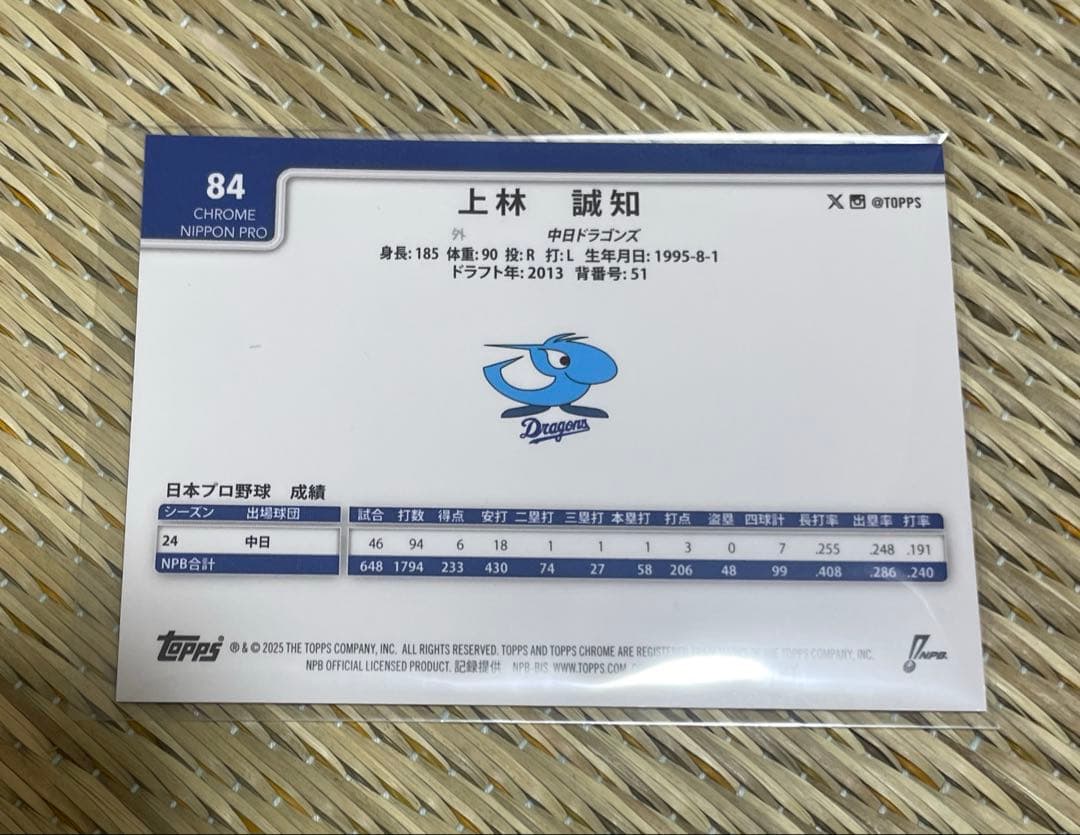 84
CHROME
NIPPON PRO
上林 誠知
@TOPPS
外 中日ドラゴンズ
身長: 185 体重: 90 投: R 打: L 生年月日: 1995-8-1
ドラフト年: 2013 背番号: 51
Dragons
日本プロ野球 成績
シーズン 出場球団 試合 打数 得点 安打 二塁打 三塁打 本塁打 打点 盗塁 四球計 長打率 出塁率 打率
24 中日 46 94 6 18 1 1 1 3 0 7 .255 .248 .191
NPB合計 648 1794 233 430 74 27 58 206 48 99 .408 .286 .240
topps ® & © 2025 THE TOPPS COMPANY, INC. ALL RIGHTS RESERVED. TOPPS AND TOPPS CHROME ARE REGISTERED TRADEMARKS OF THE TOPPS COMPANY, INC.
NPB OFFICIAL LICENSED PRODUCT. 記録提供 NPB-BIS WWW.TOPPS.COM
NPB